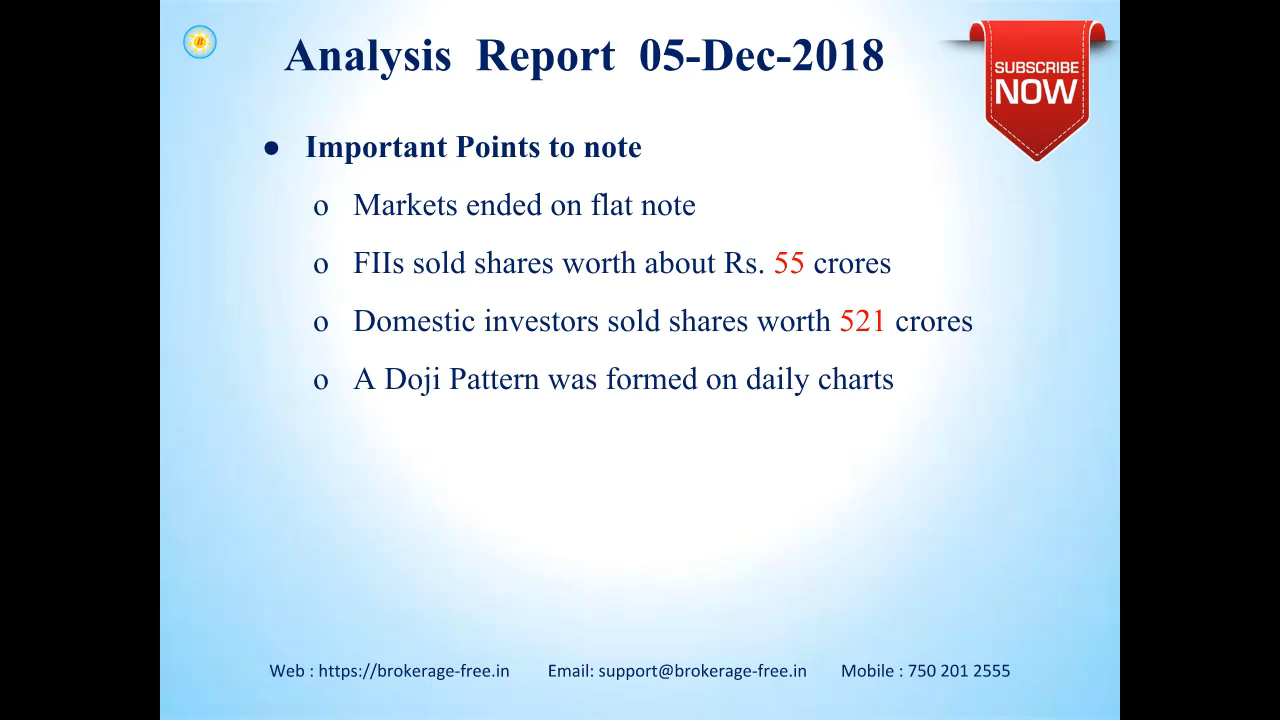 Analysis Report 05-Dec-2018
SUBSCRIBE
NOW
● Important Points to note
o Markets ended on flat note
o FIIs sold shares worth about Rs. 55 crores
o Domestic investors sold shares worth 521 crores
o A Doji Pattern was formed on daily charts
Web : https://brokerage-free.in Email: support@brokerage-free.in Mobile : 750 201 2555